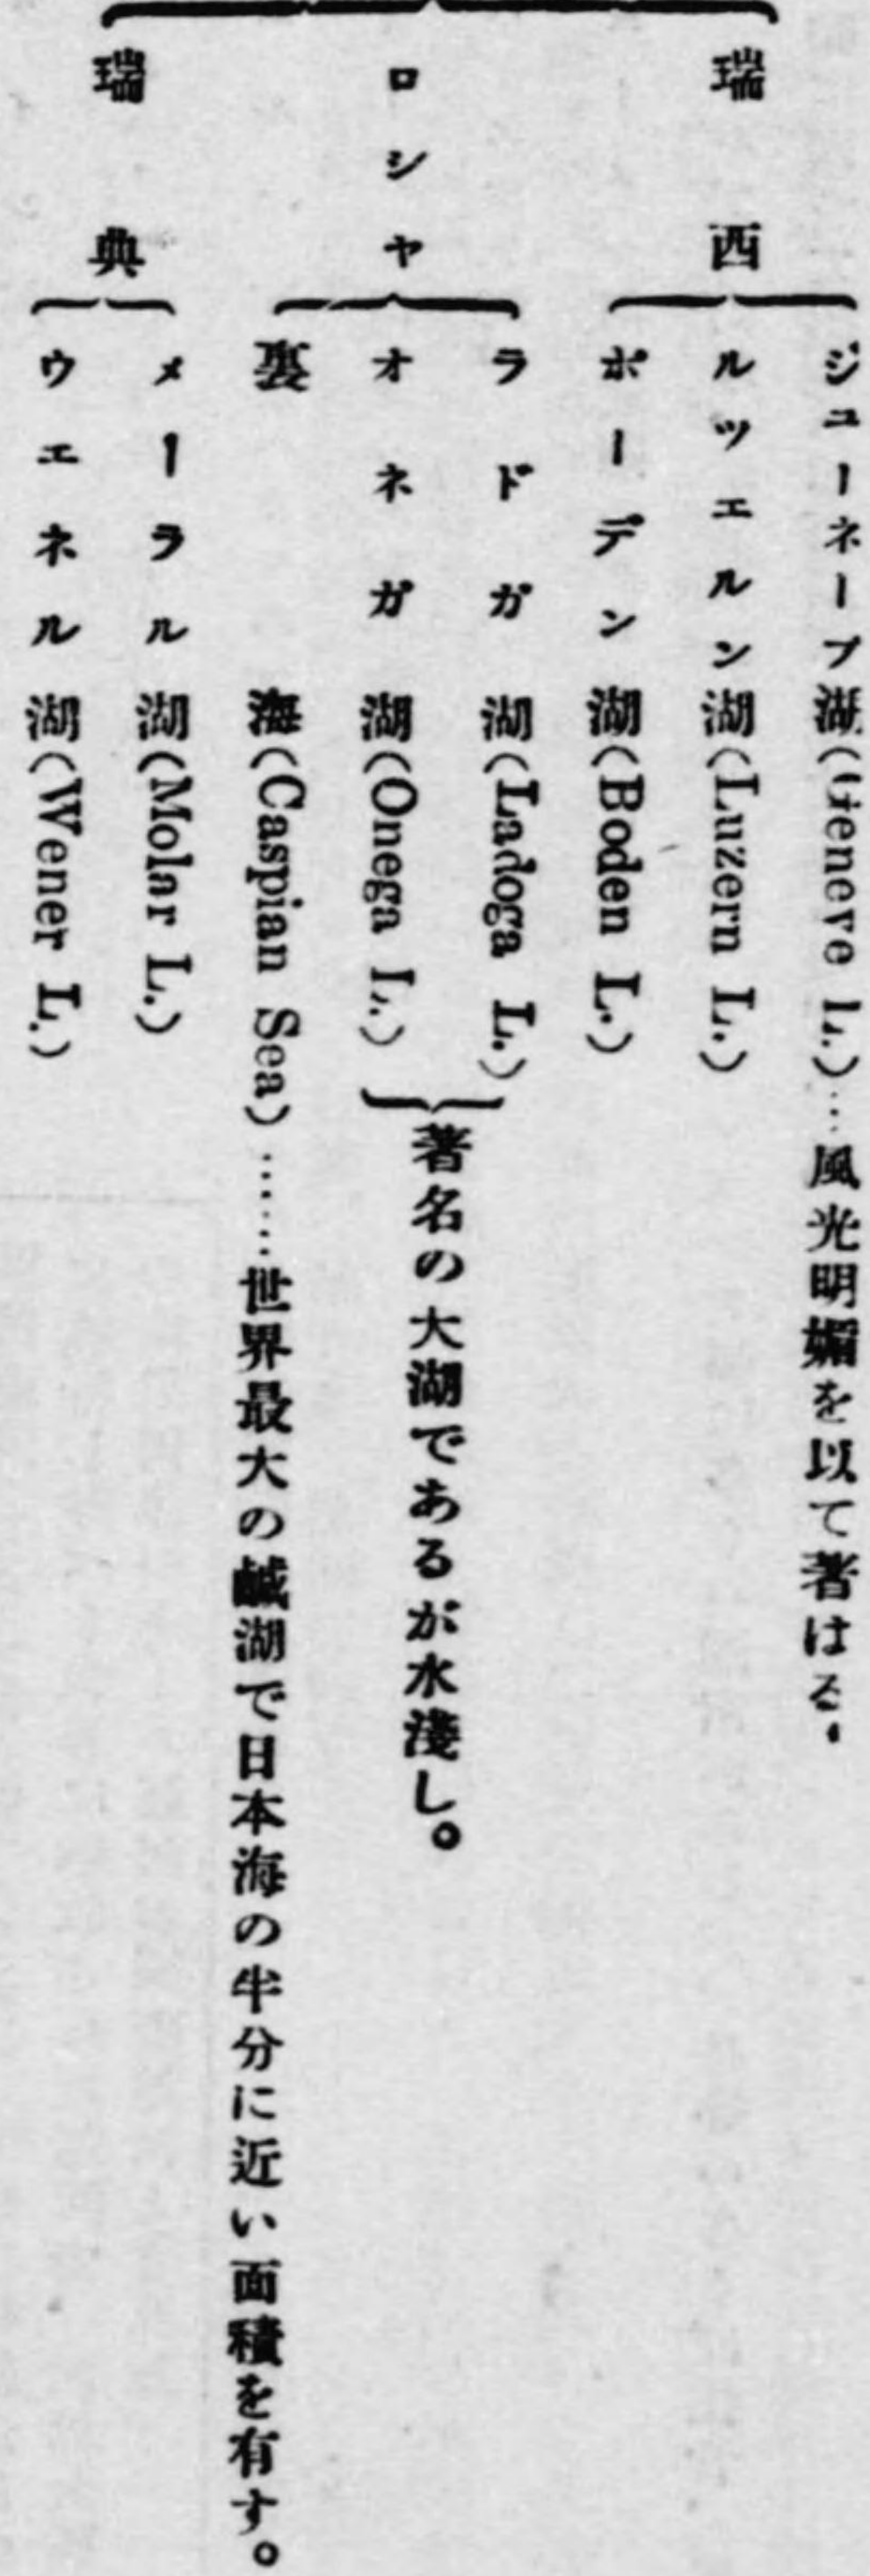 瑞西
ジユーネーブ湖(Geneve L.)…風光明媚を以て著はる、
ルツエルン湖(Luzern L.)
ボーデン湖(Boden L.)
ロシヤ
ラドガ湖(Ladoga L.)
オネガ湖(Onega L.)
著名の大湖であるが水淺し。
裏海(Caspian Sea)……世界最大の鹹湖で日本海の半分に近い面積を有す。
瑞典
メーラル湖(Molar L.)
ウエネル湖(Wener L.)